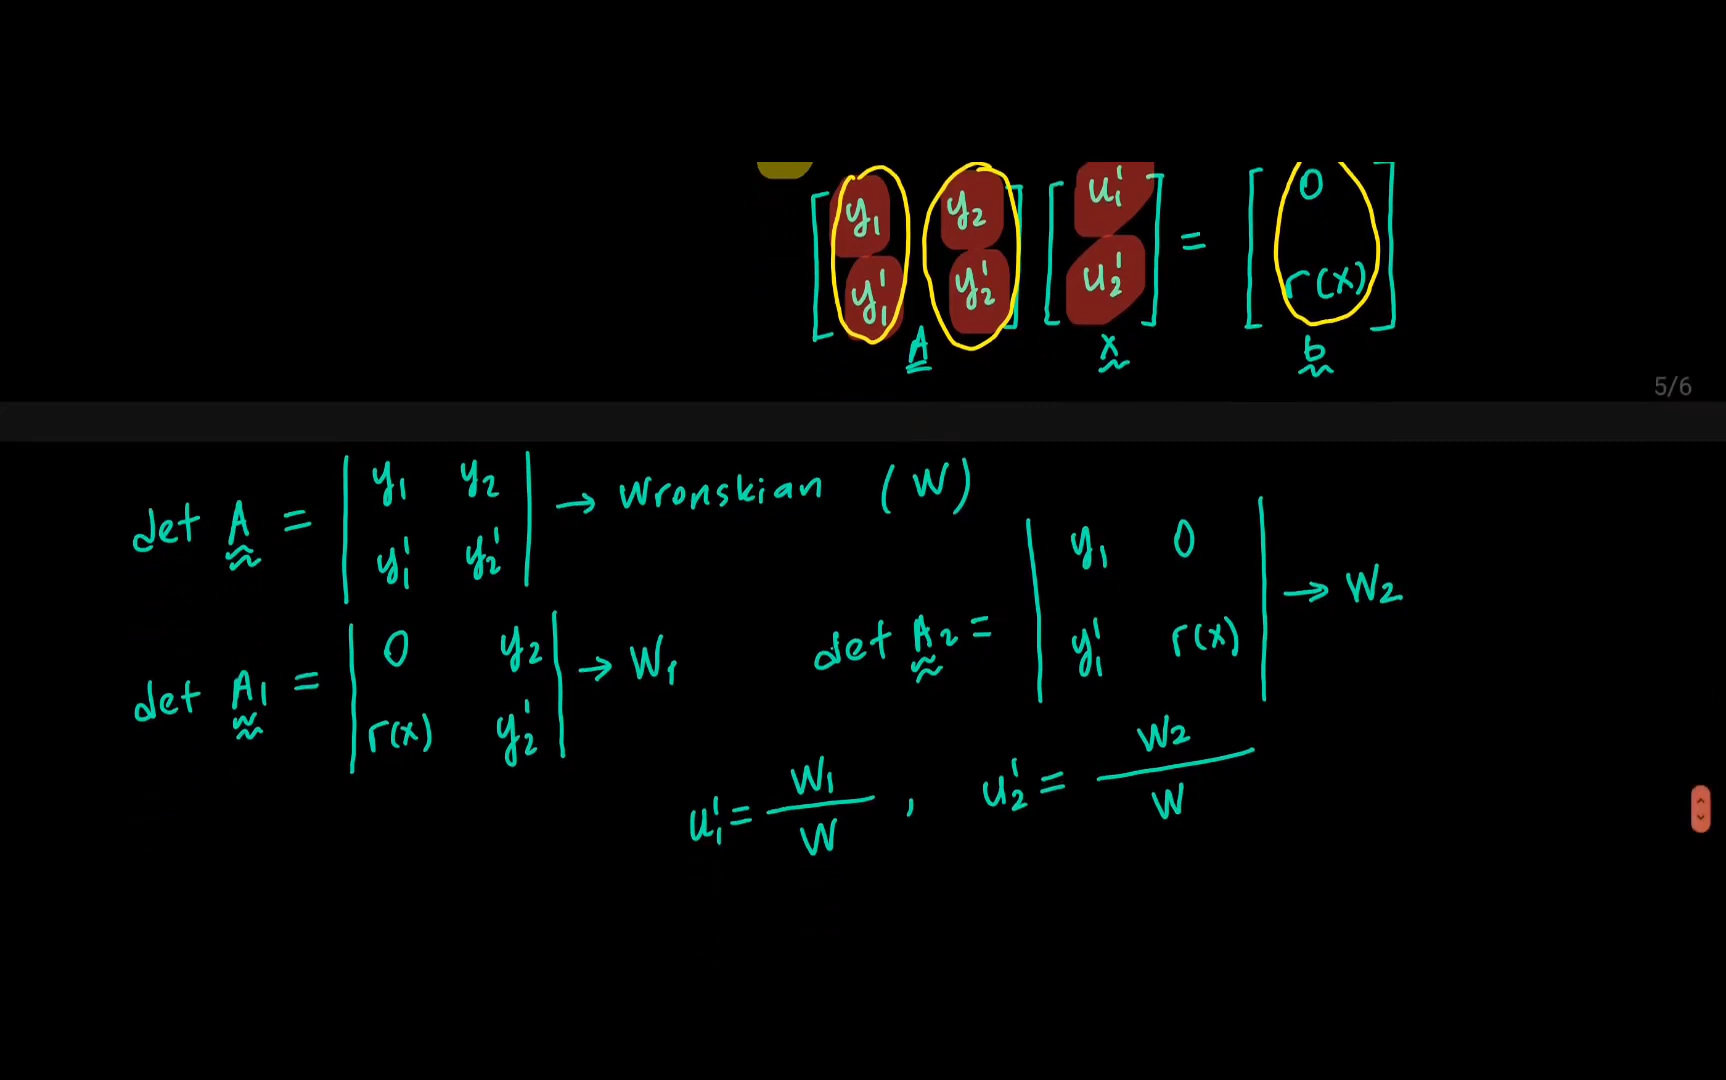 [ y₁ y₂ ; y₁' y₂' ] [ u₁' ; u₂' ] = [ 0 ; r(x) ]
A x b
5/6
det A = | y₁ y₂ ; y₁' y₂' | → Wronskian (W)
det A₁ = | 0 y₂ ; r(x) y₂' | → W₁
det A₂ = | y₁ 0 ; y₁' r(x) | → W₂
u₁' = W₁/W , u₂' = W₂/W